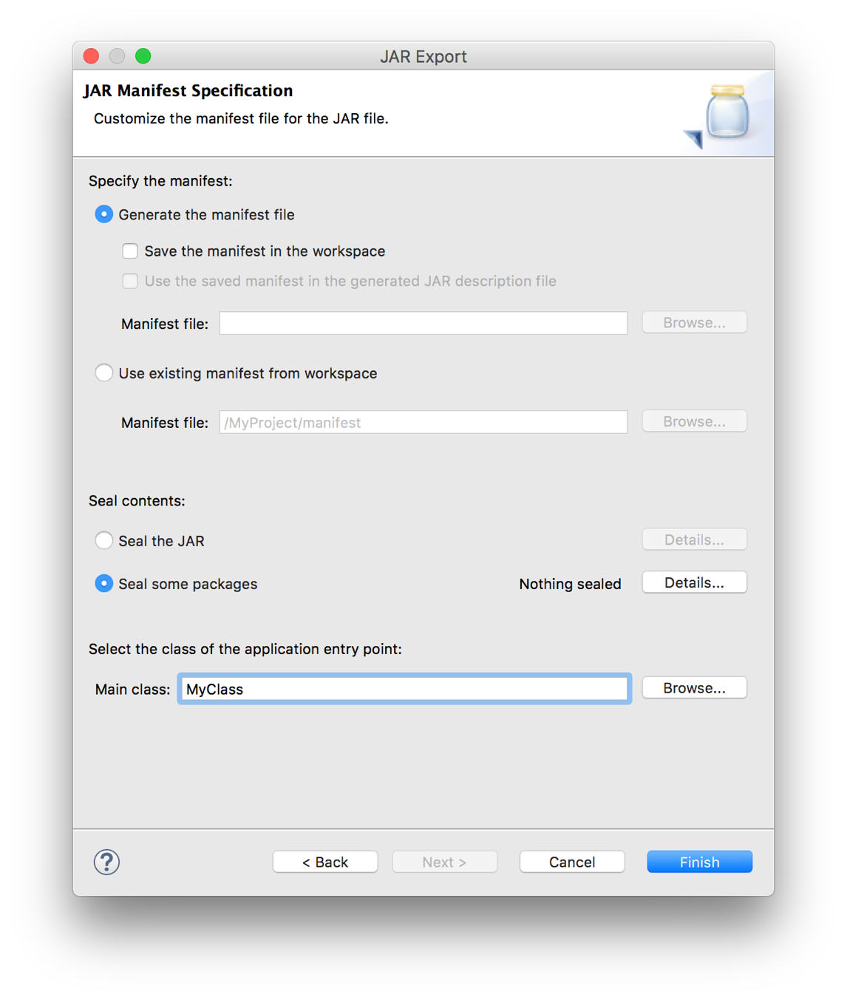 JAR Export
JAR Manifest Specification
Customize the manifest file for the JAR file.
Specify the manifest:
Generate the manifest file
Save the manifest in the workspace
Use the saved manifest in the generated JAR description file
Manifest file: Browse...
Use existing manifest from workspace
Manifest file: /MyProject/manifest Browse...
Seal contents:
Seal the JAR Details...
Seal some packages Nothing sealed Details...
Select the class of the application entry point:
Main class: MyClass Browse...
? < Back Next > Cancel Finish